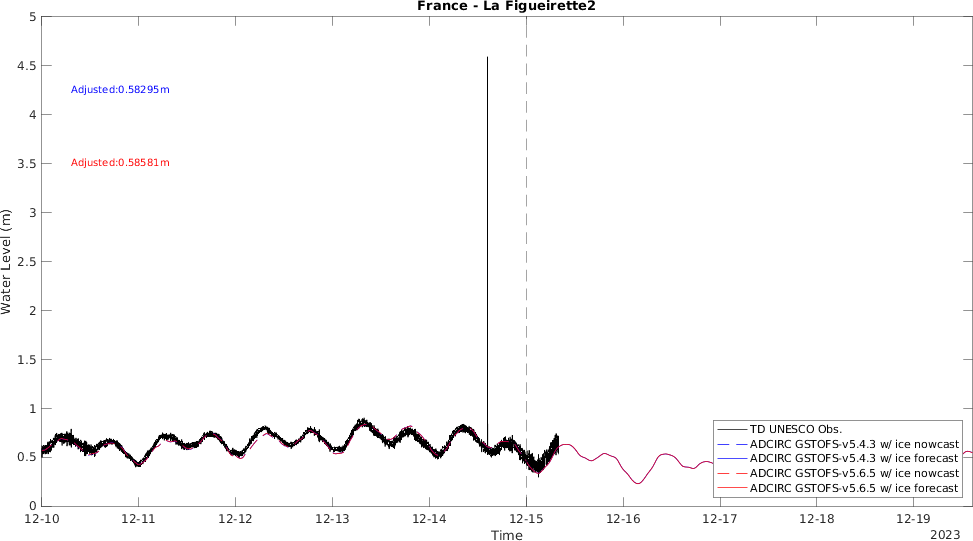 France - La Figueirette2
5
4.5
4
3.5
3
2.5
2
1.5
1
0.5
0
Water Level (m)
Adjusted:0.58295m
Adjusted:0.58581m
TD UNESCO Obs.
ADCIRC GSTOFS-v5.4.3 w/ ice nowcast
ADCIRC GSTOFS-v5.4.3 w/ ice forecast
ADCIRC GSTOFS-v5.6.5 w/ ice nowcast
ADCIRC GSTOFS-v5.6.5 w/ ice forecast
12-10 12-11 12-12 12-13 12-14 12-15 12-16 12-17 12-18 12-19
Time
2023